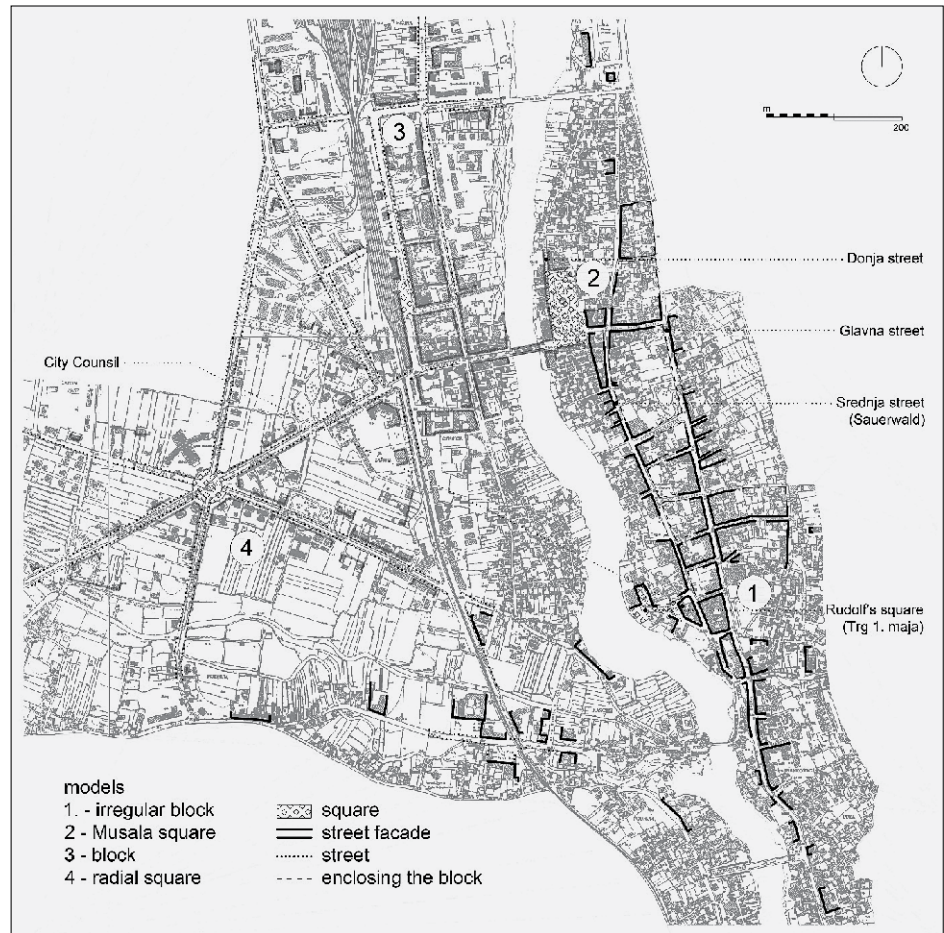 m
200
3
2
Donja street
Glavna street
City Counsil
Srednja street
(Sauerwald)
4
1
Rudolf's square
(Trg 1. maja)
models
1. - irregular block
2 - Musala square
3 - block
4 - radial square
square
street facade
street
enclosing the block